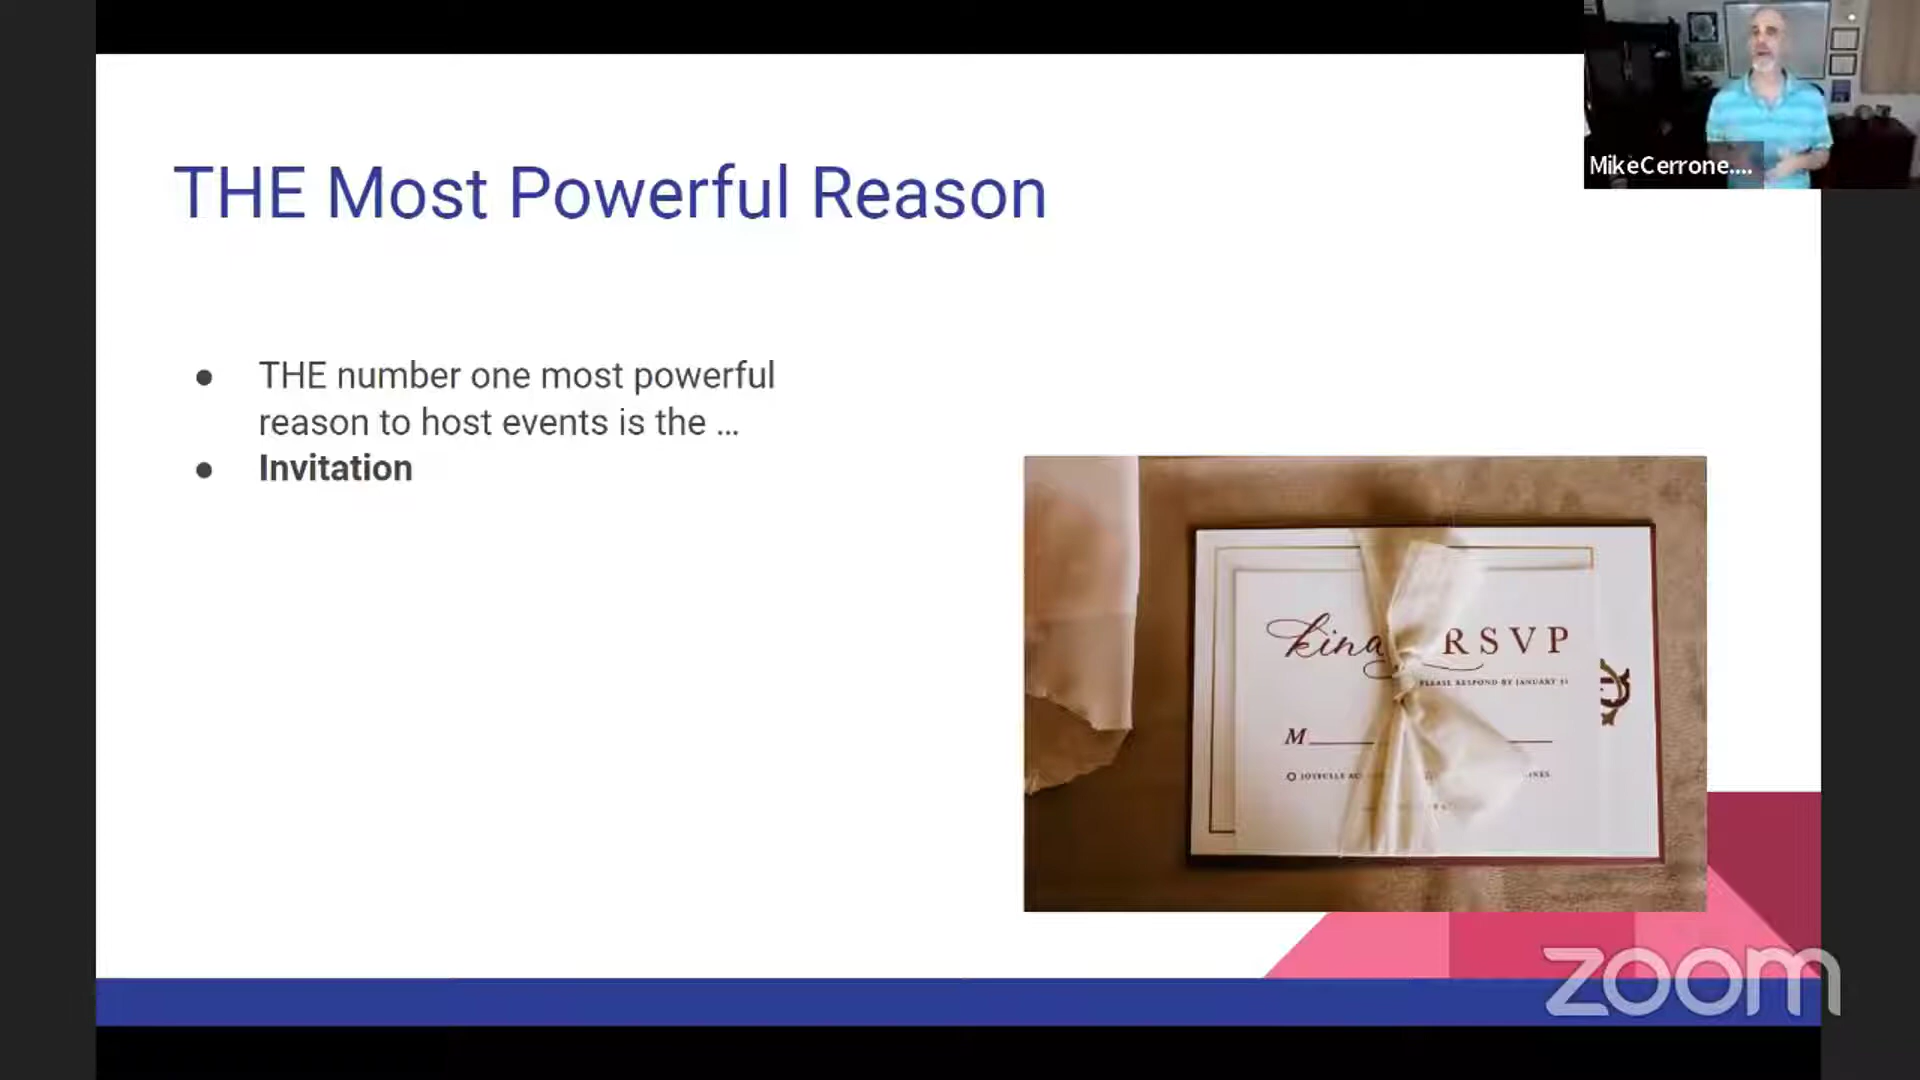 MikeCerrone....
THE Most Powerful Reason
● THE number one most powerful
reason to host events is the ...
● Invitation
RSVP
PLEASE RESPOND BY JANUARY 31
M
zoom